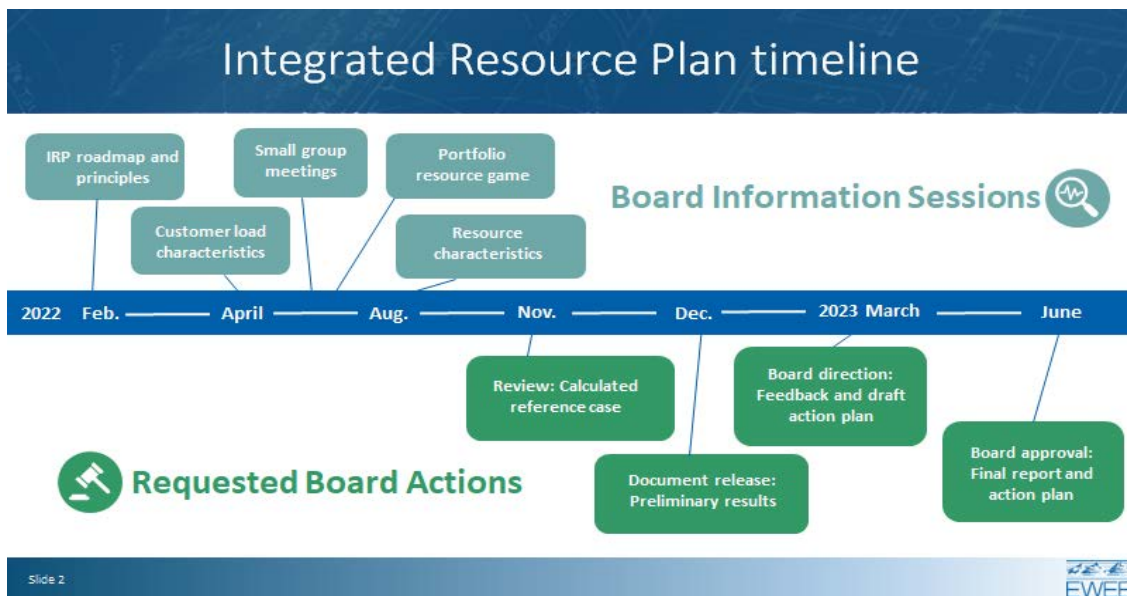 Integrated Resource Plan timeline
IRP roadmap and
principles
Small group
meetings
Portfolio
resource game
Customer load
characteristics
Resource
characteristics
Board Information Sessions
2022 Feb. April Aug. Nov. Dec. 2023 March June
Review: Calculated
reference case
Board direction:
Feedback and draft
action plan
Document release:
Preliminary results
Board approval:
Final report and
action plan
Requested Board Actions
Slide 2
EWEB